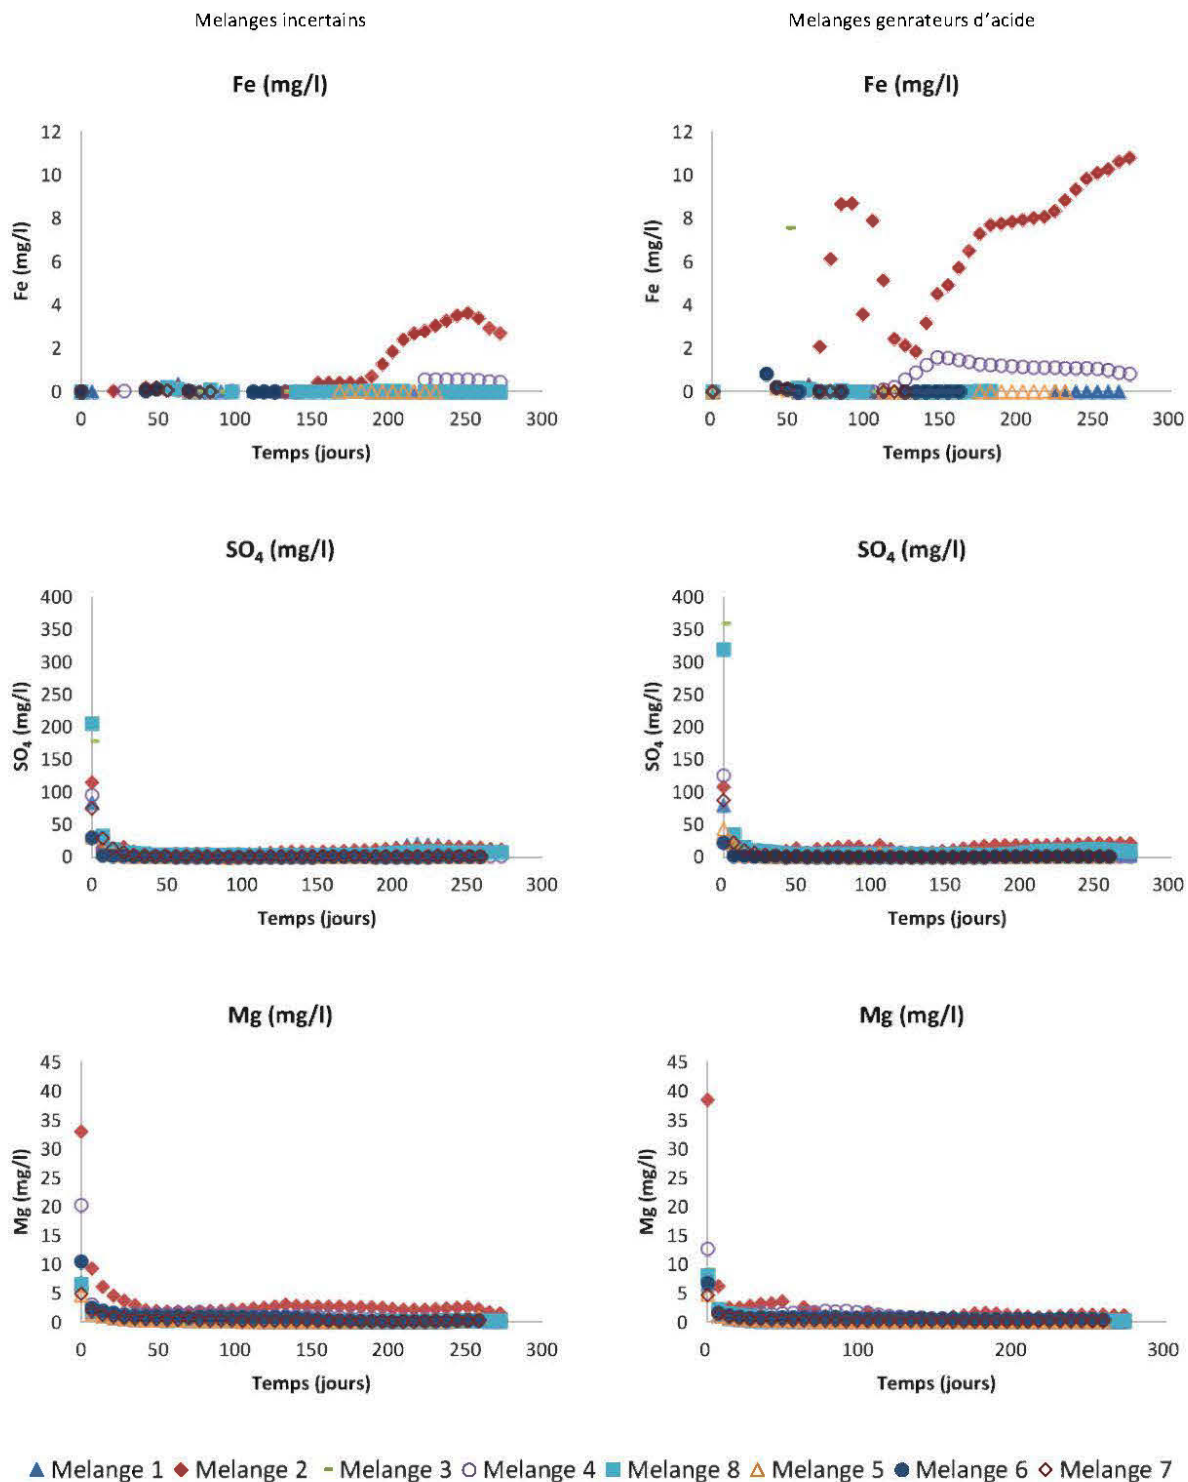 Melanges incertains
Melanges genrateurs d'acide
Fe (mg/l)
12
10
8
6
4
2
0
Fe (mg/l)
0 50 100 150 200 250 300
Temps (jours)
Fe (mg/l)
12
10
8
6
4
2
0
Fe (mg/l)
0 50 100 150 200 250 300
Temps (jours)
SO₄ (mg/l)
400
350
300
250
200
150
100
50
0
SO₄ (mg/l)
0 50 100 150 200 250 300
Temps (jours)
SO₄ (mg/l)
400
350
300
250
200
150
100
50
0
SO₄ (mg/l)
0 50 100 150 200 250 300
Temps (jours)
Mg (mg/l)
45
40
35
30
25
20
15
10
5
0
Mg (mg/l)
0 50 100 150 200 250 300
Temps (jours)
Mg (mg/l)
45
40
35
30
25
20
15
10
5
0
Mg (mg/l)
0 100 200 300
Temps (jours)
Melange 1 Melange 2 Melange 3 Melange 4 Melange 8 Melange 5 Melange 6 Melange 7